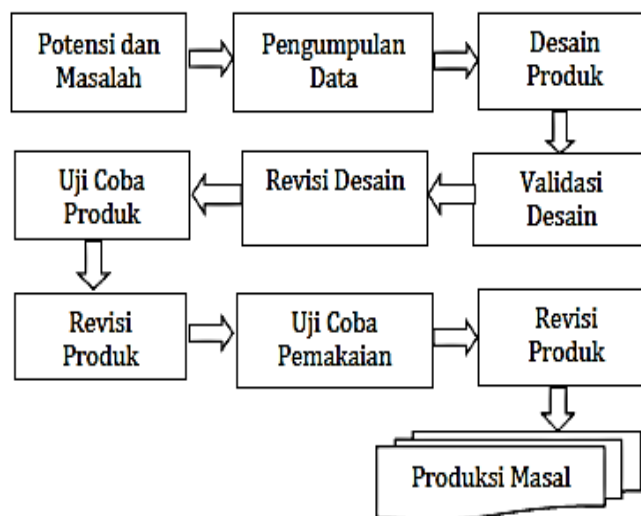 Potensi dan
Masalah
Pengumpulan
Data
Desain
Produk
Validasi
Desain
Revisi Desain
Uji Coba
Produk
Revisi
Produk
Uji Coba
Pemakaian
Revisi
Produk
Produksi Masal